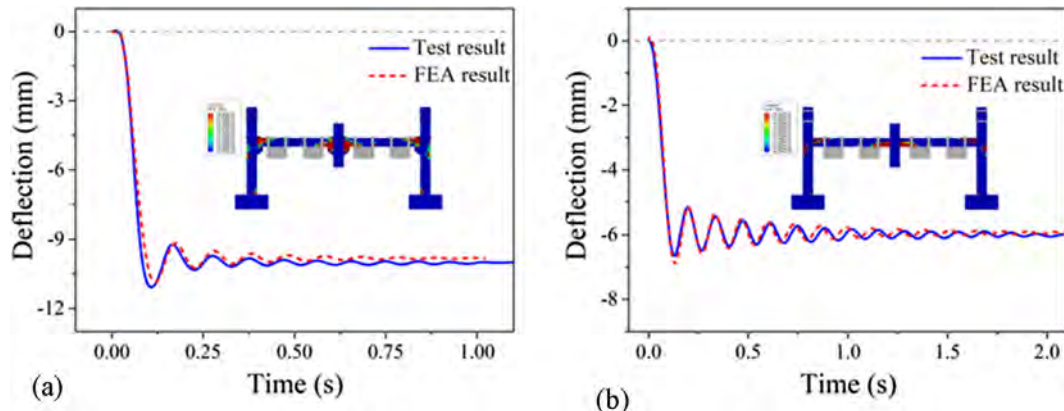 0
-3
-6
-9
-12
Deflection (mm)
Test result
FEA result
0.00
0.25
0.50
0.75
1.00
Time (s)
(a)
0
-2
-4
-6
-8
Deflection (mm)
Test result
FEA result
0.0
0.5
1.0
1.5
2.0
Time (s)
(b)